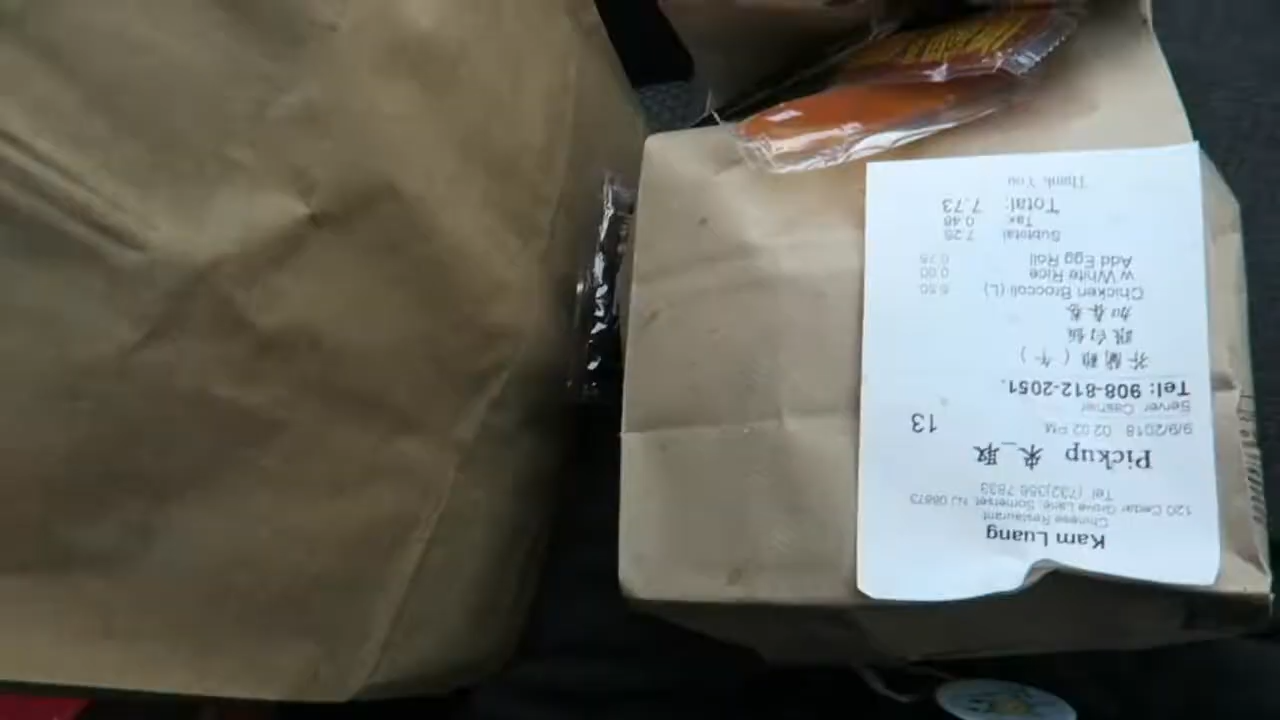 Kam Luang
Chinese Restaurant
120 Cedar Grove Lane, Somerset, NJ 08873
Tel: (732)356 7833
Pickup 來_取
9/9/2018 02:02 PM 13
Server Cashier
Tel: 908-812-2051.
芥蘭雞 (午)
跟白飯
加春卷
Chicken Broccoli (L) 6.50
w.White Rice 0.00
Add Egg Roll 0.75
Subtotal 7.25
Tax: 0.48
Total: 7.73
Thank You